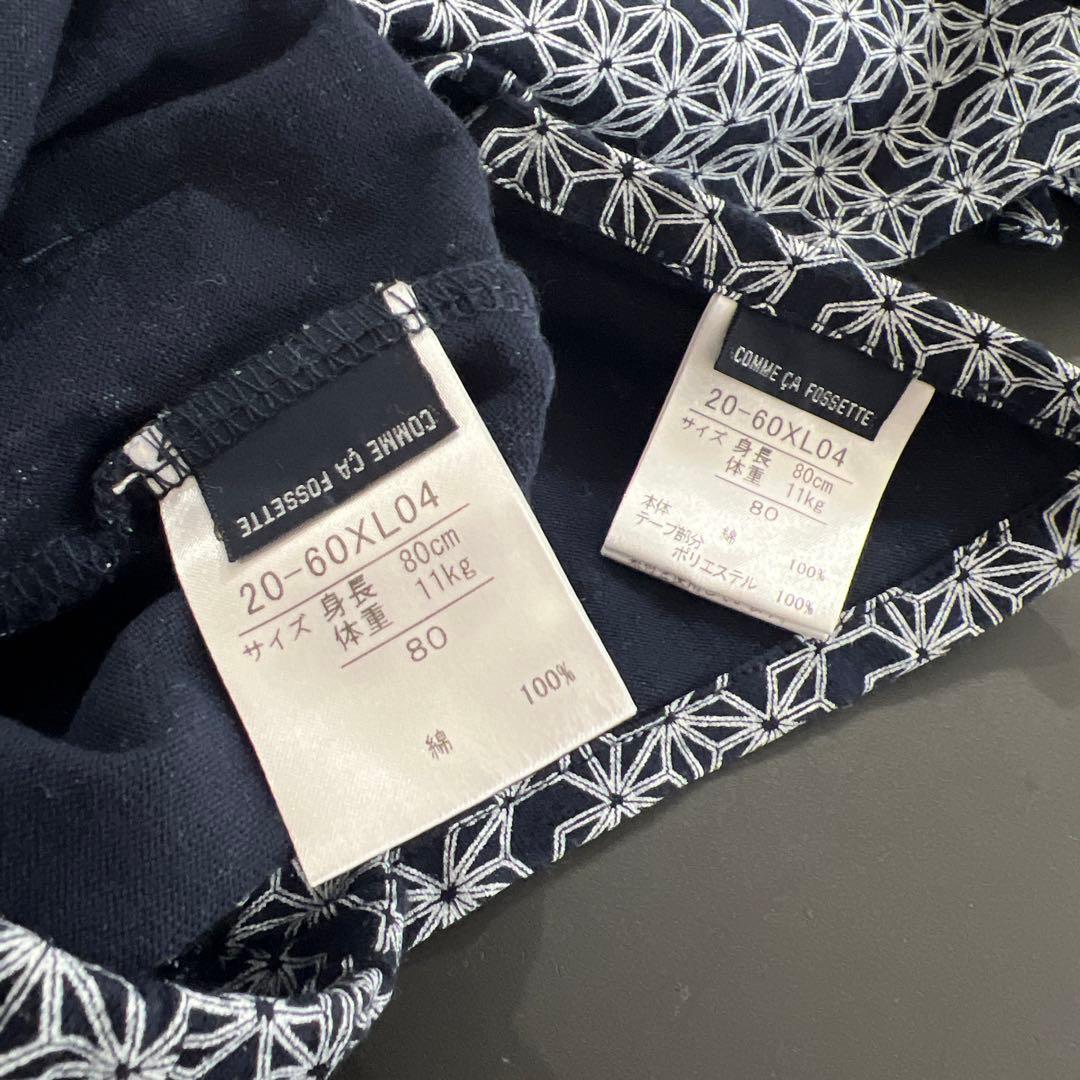 COMME ÇA FOSSETTE
20-60XL04
サイズ 身長 80cm
体重 11kg
80
綿 100%
COMME ÇA FOSSETTE
20-60XL04
サイズ 身長 80cm
体重 11kg
80
本体 綿 100%
テープ部分
ポリエステル 100%